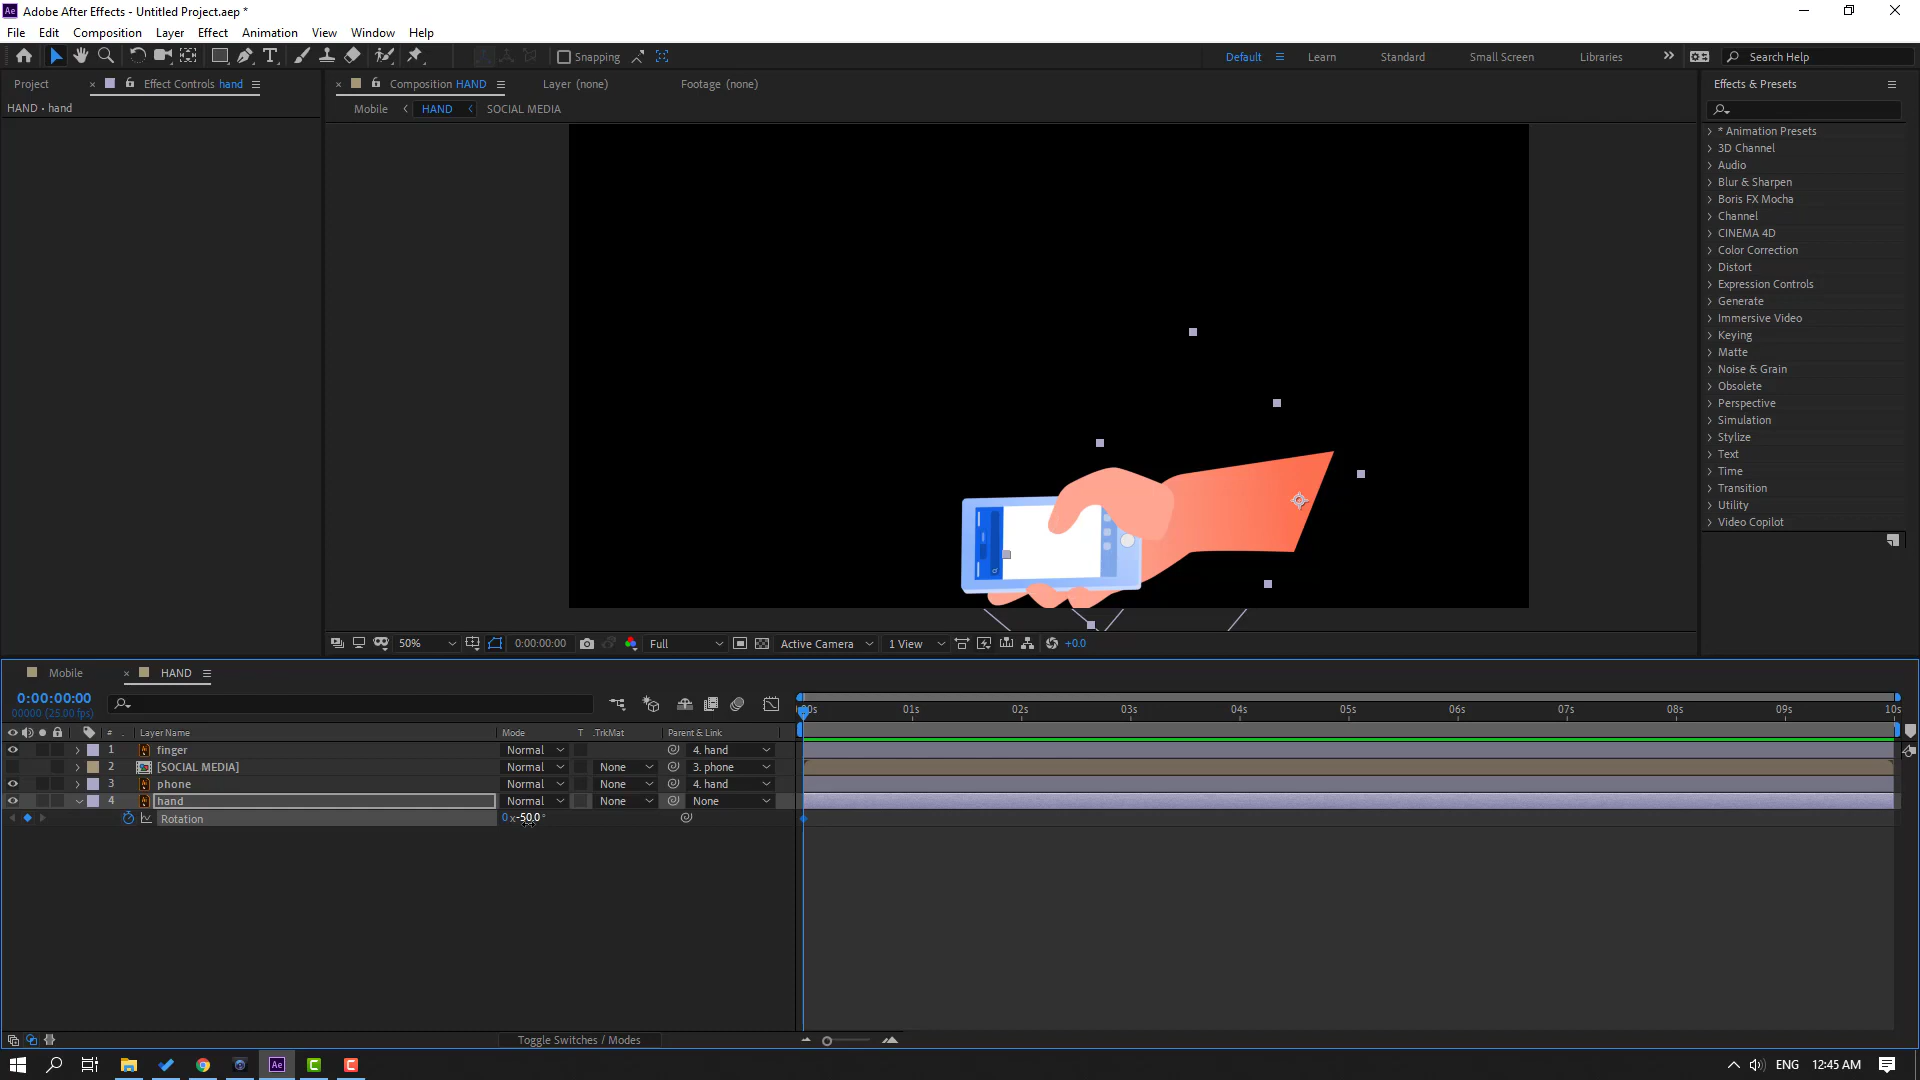 Adobe After Effects - Untitled Project.aep *
File Edit Composition Layer Effect Animation View Window Help
Snapping
Default Learn Standard Small Screen Libraries Search Help
Project Effect Controls hand Composition HAND Layer (none) Footage (none) Effects & Presets
HAND • hand
Mobile HAND SOCIAL MEDIA
* Animation Presets
3D Channel
Audio
Blur & Sharpen
Boris FX Mocha
Channel
CINEMA 4D
Color Correction
Distort
Expression Controls
Generate
Immersive Video
Keying
Matte
Noise & Grain
Obsolete
Perspective
Simulation
Stylize
Text
Time
Transition
Utility
Video Copilot
50% 0:00:00:00 Full Active Camera 1 View +0.0
Mobile HAND
0:00:00:00
00000 (25.00 fps)
:00s 01s 02s 03s 04s 05s 06s 07s 08s 09s 10s
# Layer Name Mode T .TrkMat Parent & Link
1 finger Normal 4. hand
2 [SOCIAL MEDIA] Normal None 3. phone
3 phone Normal None 4. hand
4 hand Normal None None
Rotation 0x-50.0°
Toggle Switches / Modes
ENG 12:45 AM